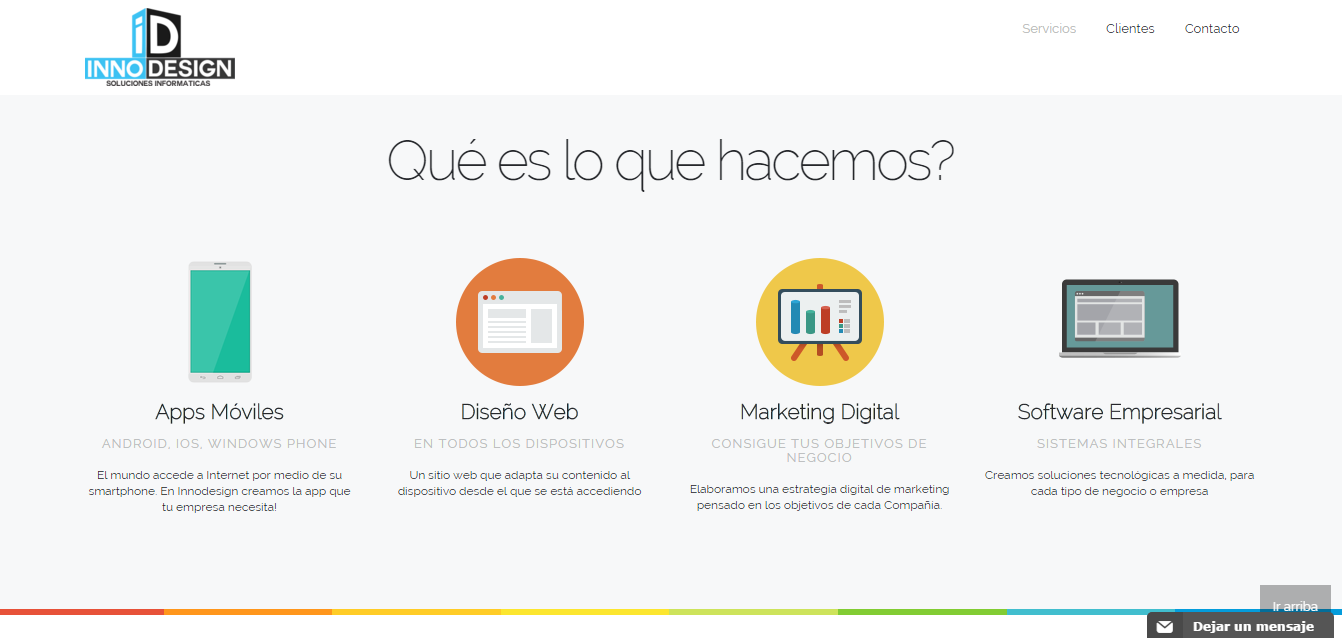 iD
INNODESIGN
SOLUCIONES INFORMATICAS
Servicios Clientes Contacto
Qué es lo que hacemos?
Apps Móviles
ANDROID, IOS, WINDOWS PHONE
El mundo accede a Internet por medio de su
smartphone. En Innodesign creamos la app que
tu empresa necesita!
Diseño Web
EN TODOS LOS DISPOSITIVOS
Un sitio web que adapta su contenido al
dispositivo desde el que se está accediendo
Marketing Digital
CONSIGUE TUS OBJETIVOS DE
NEGOCIO
Elaboramos una estrategia digital de marketing
pensado en los objetivos de cada Compañia.
Software Empresarial
SISTEMAS INTEGRALES
Creamos soluciones tecnológicas a medida, para
cada tipo de negocio o empresa
Ir arriba
Dejar un mensaje